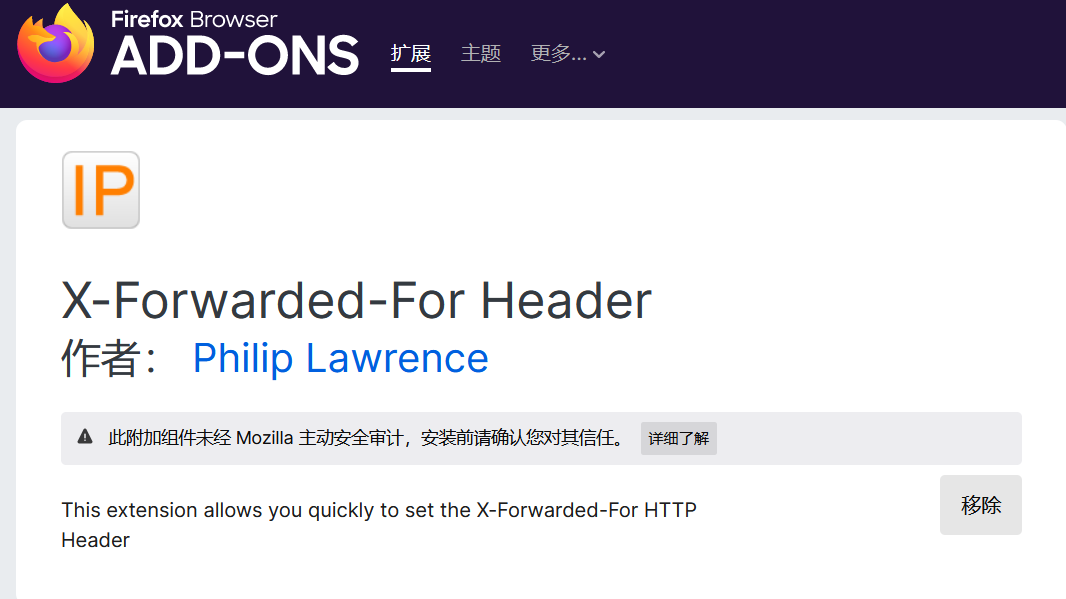 Firefox Browser
ADD-ONS
扩展 主题 更多...
IP
X-Forwarded-For Header
作者： Philip Lawrence
此附加组件未经 Mozilla 主动安全审计，安装前请确认您对其信任。 详细了解
This extension allows you quickly to set the X-Forwarded-For HTTP
Header
移除